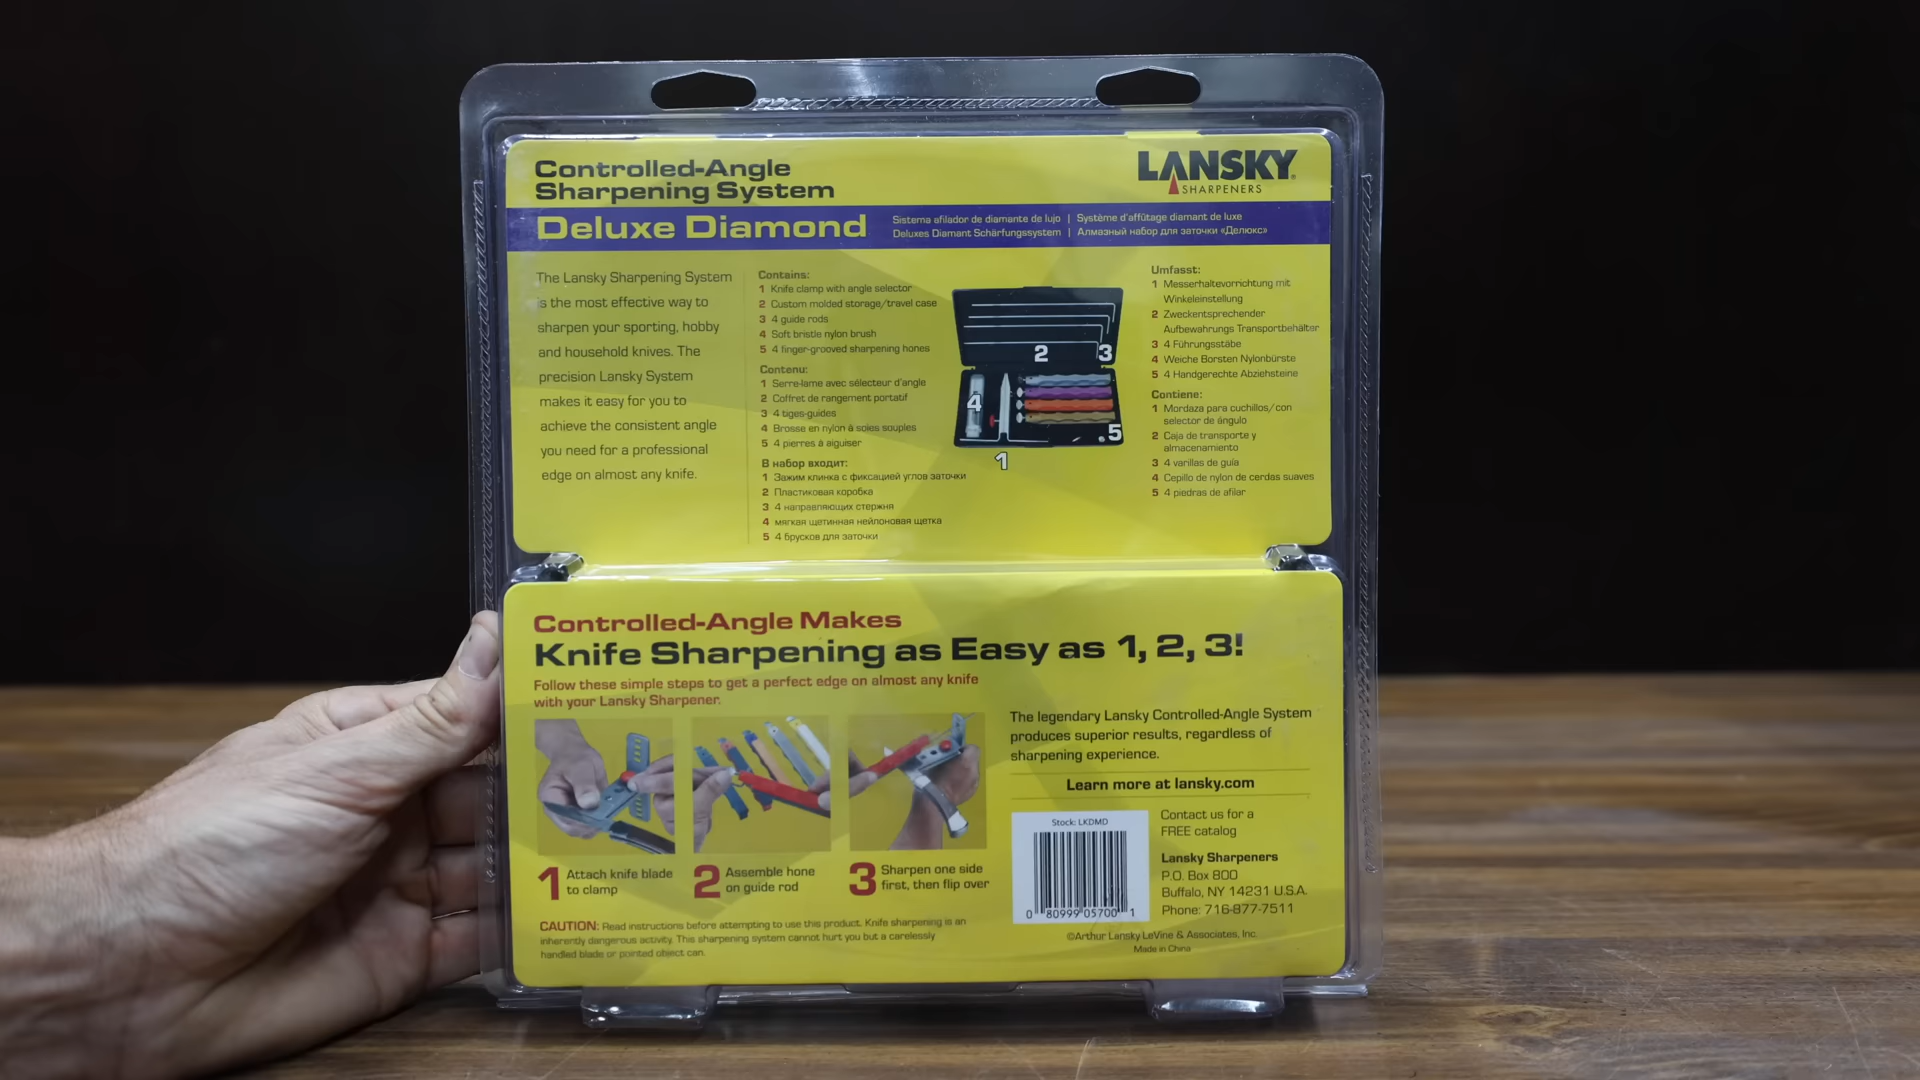 Controlled-Angle
Sharpening System
LANSKY
SHARPENERS
Deluxe Diamond
Sistema afilador de diamante de lujo | Système d'affûtage diamant de luxe
Deluxes Diamant Schärfungssystem | Алмазный набор для заточки «Делюкс»
The Lansky Sharpening System
is the most effective way to
sharpen your sporting, hobby
and household knives. The
precision Lansky System
makes it easy for you to
achieve the consistent angle
you need for a professional
edge on almost any knife.
Contains:
1 Knife clamp with angle selector
2 Custom molded storage/travel case
3 4 guide rods
4 Soft bristle nylon brush
5 4 finger-grooved sharpening hones
Contenu:
1 Serre-lame avec sélecteur d'angle
2 Coffret de rangement portatif
3 4 tiges-guides
4 Brosse en nylon à soies souples
5 4 pierres à aiguiser
В набор входит:
1 Зажим клинка с фиксацией углов заточки
2 Пластиковая коробка
3 4 направляющих стержня
4 мягкая щетинная нейлоновая щетка
5 4 брусков для заточки
2
3
4
5
1
Umfasst:
1 Messerhaltevorrichtung mit
Winkeleinstellung
2 Zweckentsprechender
Aufbewahrungs Transportbehälter
3 4 Führungsstäbe
4 Weiche Borsten Nylonbürste
5 4 Handgerechte Abziehsteine
Contiene:
1 Mordaza para cuchillos/con
selector de ángulo
2 Caja de transporte y
almacenamiento
3 4 varillas de guía
4 Cepillo de nylon de cerdas suaves
5 4 piedras de afilar
Controlled-Angle Makes
Knife Sharpening as Easy as 1, 2, 3!
Follow these simple steps to get a perfect edge on almost any knife
with your Lansky Sharpener.
1 Attach knife blade
to clamp
2 Assemble hone
on guide rod
3 Sharpen one side
first, then flip over
CAUTION: Read instructions before attempting to use this product. Knife sharpening is an
inherently dangerous activity. This sharpening system cannot hurt you but a carelessly
handled blade or pointed object can.
The legendary Lansky Controlled-Angle System
produces superior results, regardless of
sharpening experience.
Learn more at lansky.com
Stock: LKDMD
0 80999 05700 1
Contact us for a
FREE catalog
Lansky Sharpeners
P.O. Box 800
Buffalo, NY 14231 U.S.A.
Phone: 716-877-7511
©Arthur Lansky LeVine & Associates, Inc.
Made in China